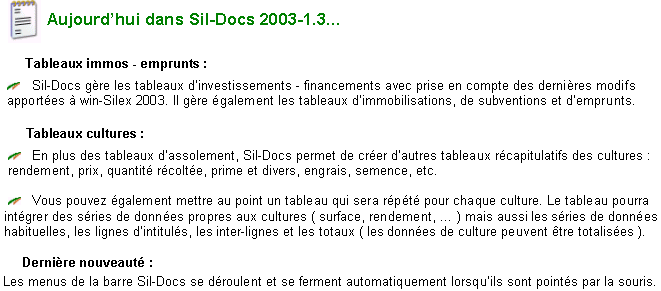 Aujourd'hui dans Sil-Docs 2003-1.3...
Tableaux immos - emprunts :
Sil-Docs gère les tableaux d'investissements - financements avec prise en compte des dernières modifs
apportées à win-Silex 2003. Il gère également les tableaux d'immobilisations, de subventions et d'emprunts.
Tableaux cultures :
En plus des tableaux d'assolement, Sil-Docs permet de créer d'autres tableaux récapitulatifs des cultures :
rendement, prix, quantité récoltée, prime et divers, engrais, semence, etc.
Vous pouvez également mettre au point un tableau qui sera répété pour chaque culture. Le tableau pourra
intégrer des séries de données propres aux cultures ( surface, rendement, ... ) mais aussi les séries de données
habituelles, les lignes d'intitulés, les inter-lignes et les totaux ( les données de culture peuvent être totalisées ).
Dernière nouveauté :
Les menus de la barre Sil-Docs se déroulent et se ferment automatiquement lorsqu'ils sont pointés par la souris.